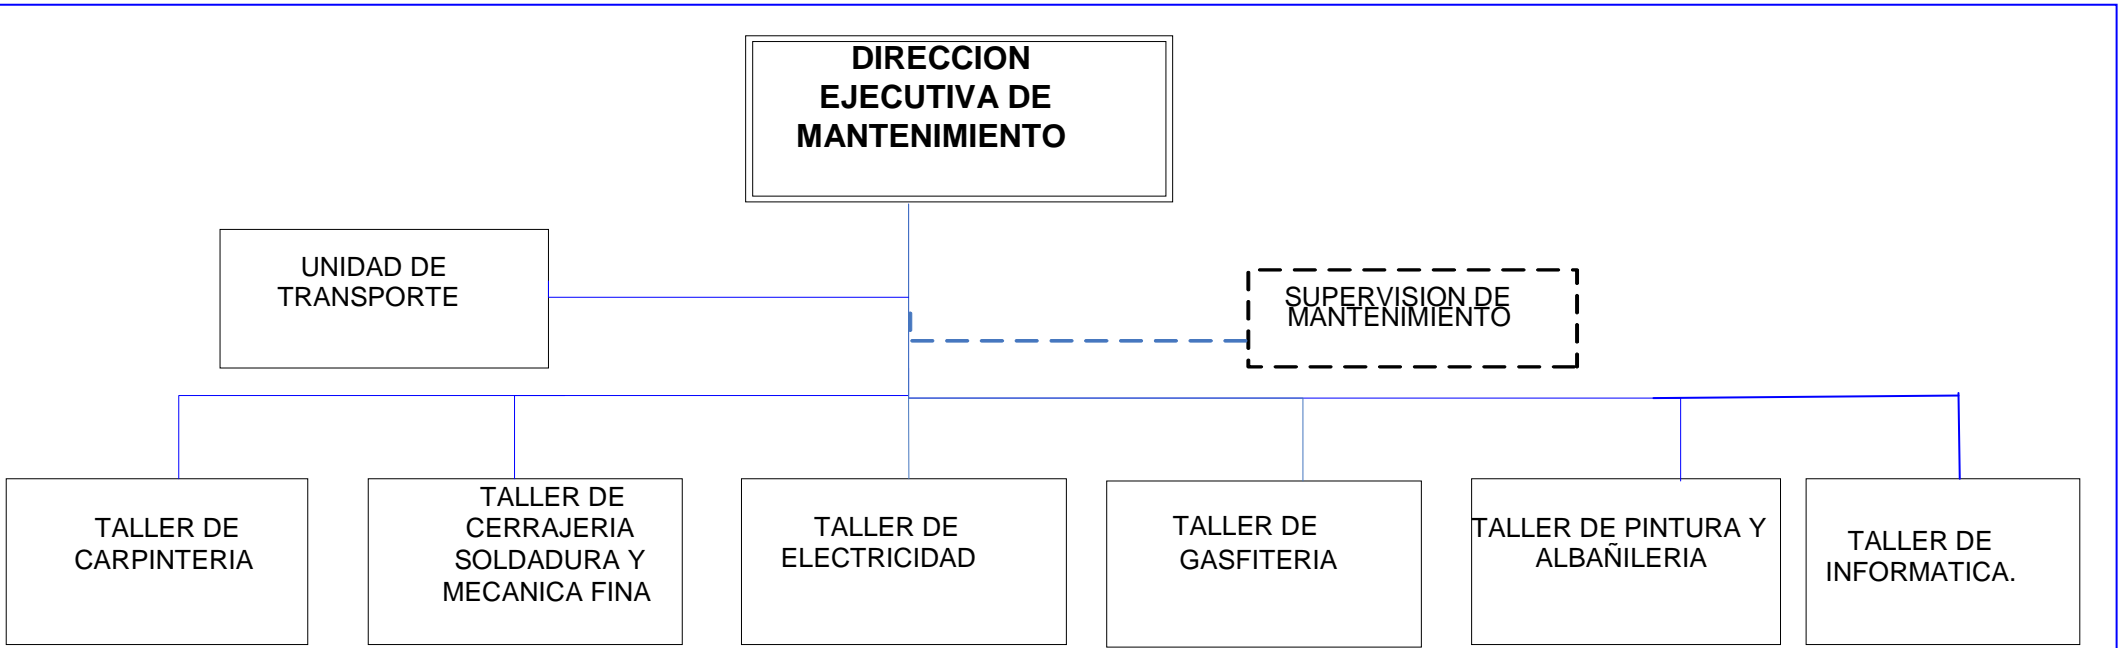 DIRECCION
EJECUTIVA DE
MANTENIMIENTO
UNIDAD DE
TRANSPORTE
SUPERVISION DE
MANTENIMIENTO
TALLER DE
CARPINTERIA
TALLER DE
CERRAJERIA
SOLDADURA Y
MECANICA FINA
TALLER DE
ELECTRICIDAD
TALLER DE
GASFITERIA
TALLER DE PINTURA Y
ALBAÑILERIA
TALLER DE
INFORMATICA.